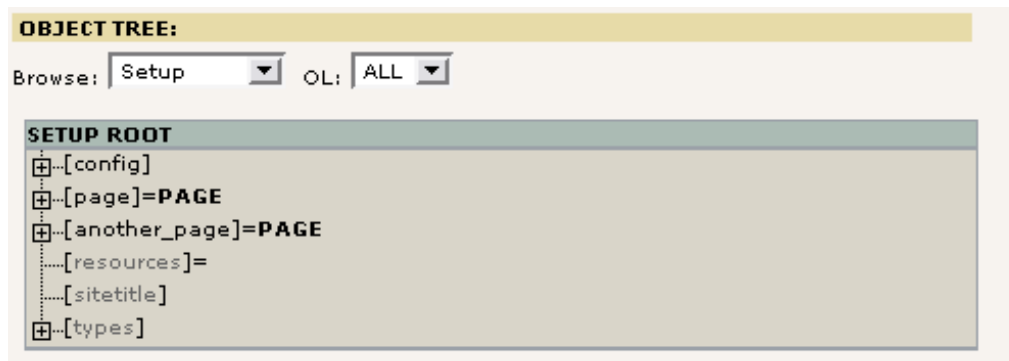 OBJECT TREE:
Browse: Setup OL: ALL
SETUP ROOT
[config]
[page]=PAGE
[another_page]=PAGE
[resources]=
[sitetitle]
[types]